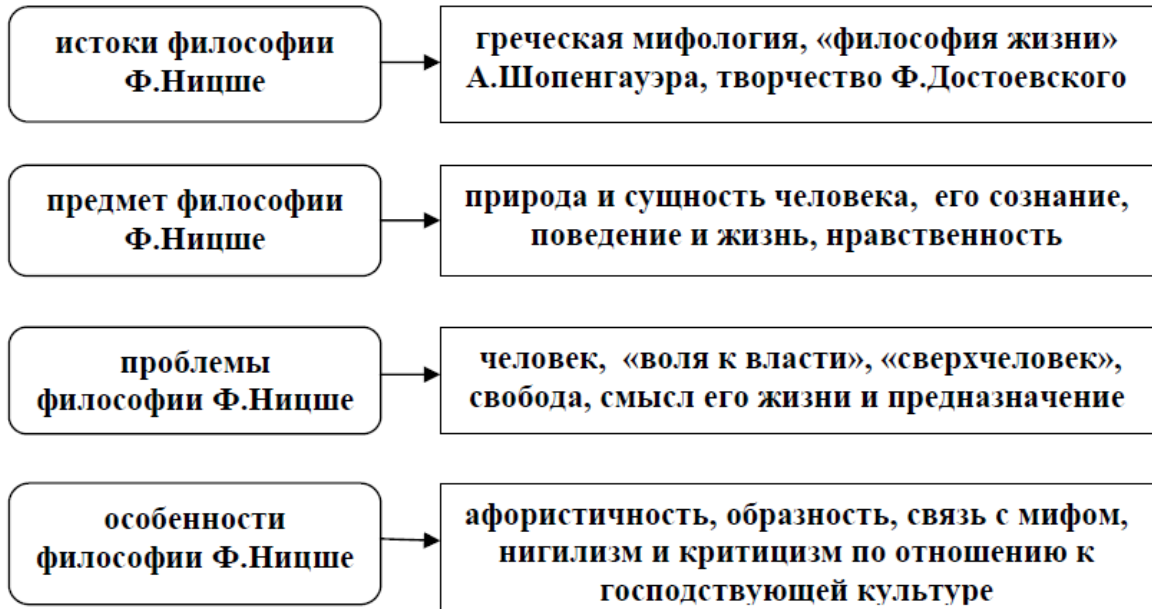 истоки философии
Ф.Ницше
греческая мифология, «философия жизни»
А.Шопенгауэра, творчество Ф.Достоевского
предмет философии
Ф.Ницше
природа и сущность человека, его сознание,
поведение и жизнь, нравственность
проблемы
философии Ф.Ницше
человек, «воля к власти», «сверхчеловек»,
свобода, смысл его жизни и предназначение
особенности
философии Ф.Ницше
афористичность, образность, связь с мифом,
нигилизм и критицизм по отношению к
господствующей культуре